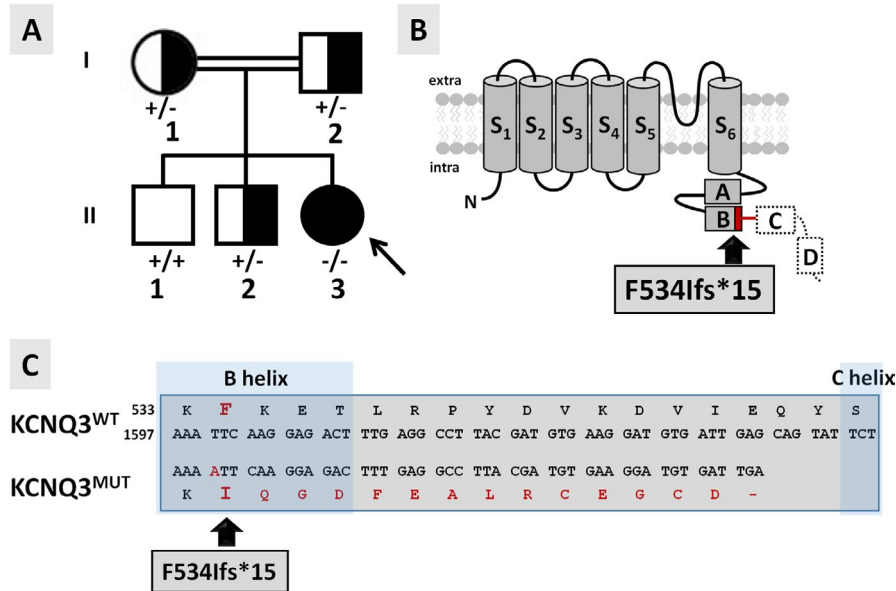 A
I
+/-
1
+/-
2
II
+/+
1
+/-
2
-/-
3
B
extra
intra
S1 S2 S3 S4 S5 S6
N
A
B
C
D
F534Ifs*15
C
B helix C helix
533 K F K E T L R P Y D V K D V I E Q Y S
KCNQ3WT
1597 AAA TTC AAG GAG ACT TTG AGG CCT TAC GAT GTG AAG GAT GTG ATT GAG CAG TAT TCT
AAA ATT CAA GGA GAC TTT GAG GCC TTA CGA TGT GAA GGA TGT GAT TGA
KCNQ3MUT
K I Q G D F E A L R C E G C D -
F534Ifs*15